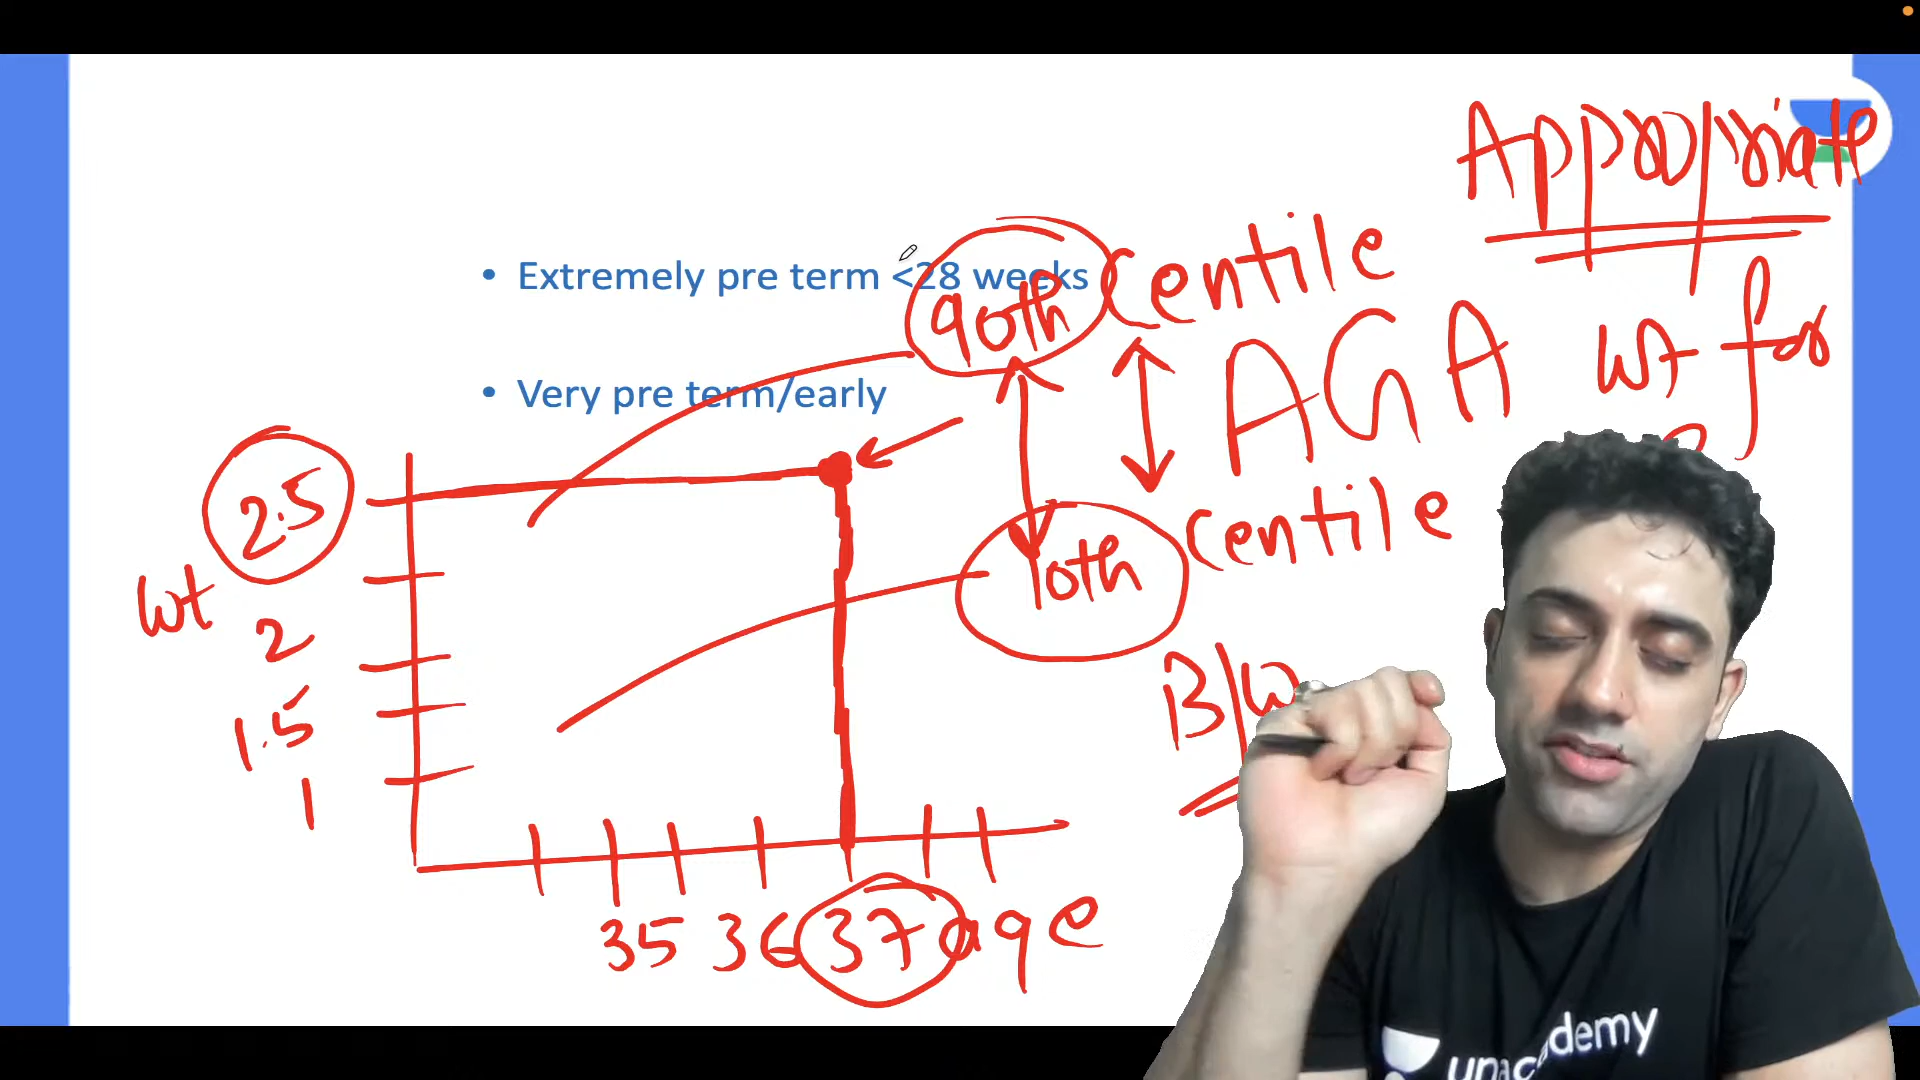 Appropriate
• Extremely pre term <28 weeks
90th Centile
AGA
wt for
• Very pre term/early
2.5
10th Centile
wt
2
B/w
1.5
1
35 36 37 age
unacademy